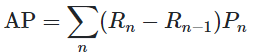 AP = ∑ₙ (Rₙ − Rₙ₋₁)Pₙ